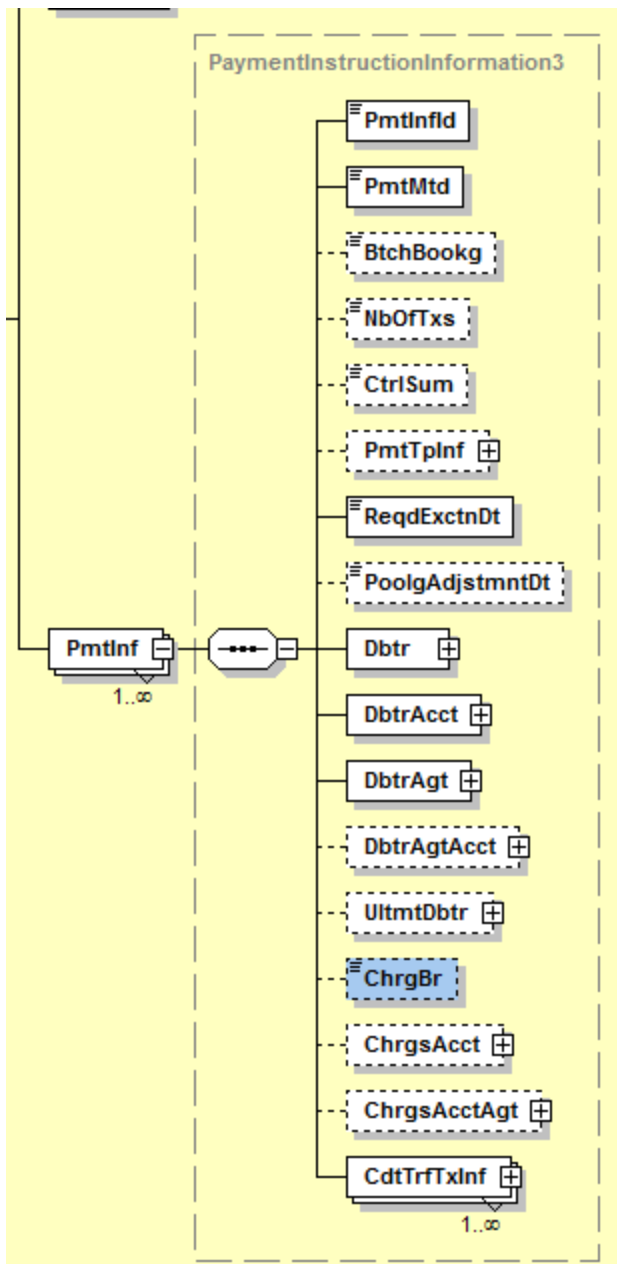 PaymentInstructionInformation3
PmtInfId
PmtMtd
BtchBookg
NbOfTxs
CtrlSum
PmtTpInf
ReqdExctnDt
PoolgAdjstmntDt
PmtInf
1..∞
Dbtr
DbtrAcct
DbtrAgt
DbtrAgtAcct
UltmtDbtr
ChrgBr
ChrgsAcct
ChrgsAcctAgt
CdtTrfTxInf
1..∞